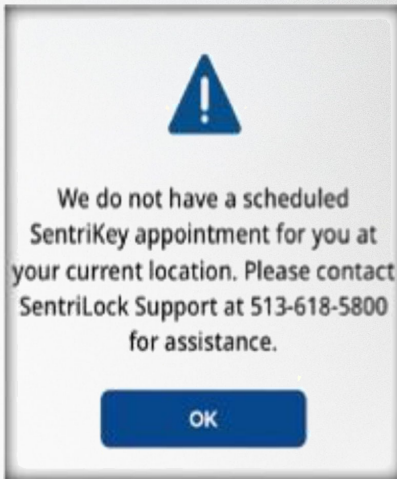 We do not have a scheduled
SentriKey appointment for you at
your current location. Please contact
SentriLock Support at 513-618-5800
for assistance.
OK